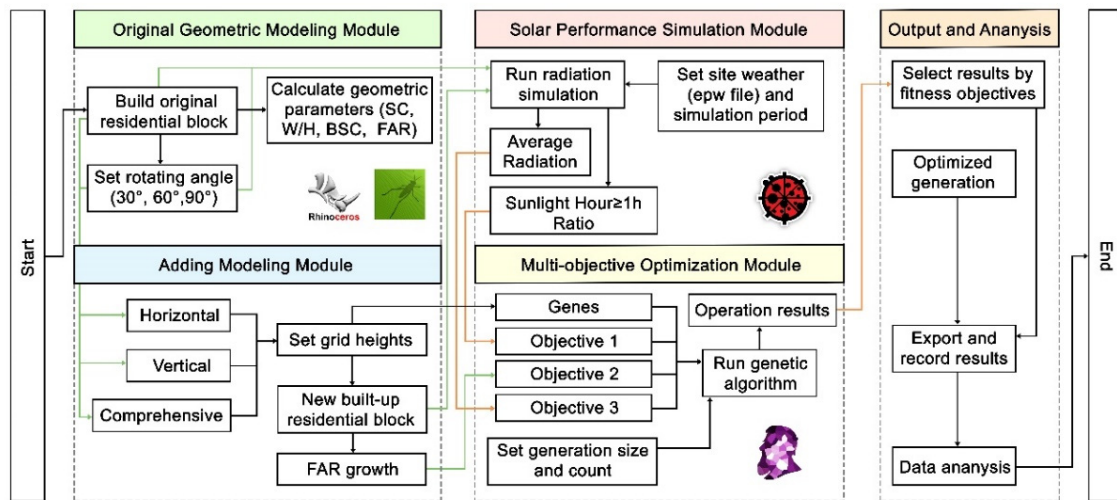 Start
Original Geometric Modeling Module
Build original
residential block
Calculate geometric
parameters (SC,
W/H, BSC, FAR)
Set rotating angle
(30°, 60°,90°)
Rhinoceros
Adding Modeling Module
Horizontal
Vertical
Comprehensive
Set grid heights
New built-up
residential block
FAR growth
Solar Performance Simulation Module
Run radiation
simulation
Set site weather
(epw file) and
simulation period
Average
Radiation
Sunlight Hour≥1h
Ratio
Multi-objective Optimization Module
Genes
Objective 1
Objective 2
Objective 3
Set generation size
and count
Operation results
Run genetic
algorithm
Output and Ananysis
Select results by
fitness objectives
Optimized
generation
Export and
record results
Data ananysis
End